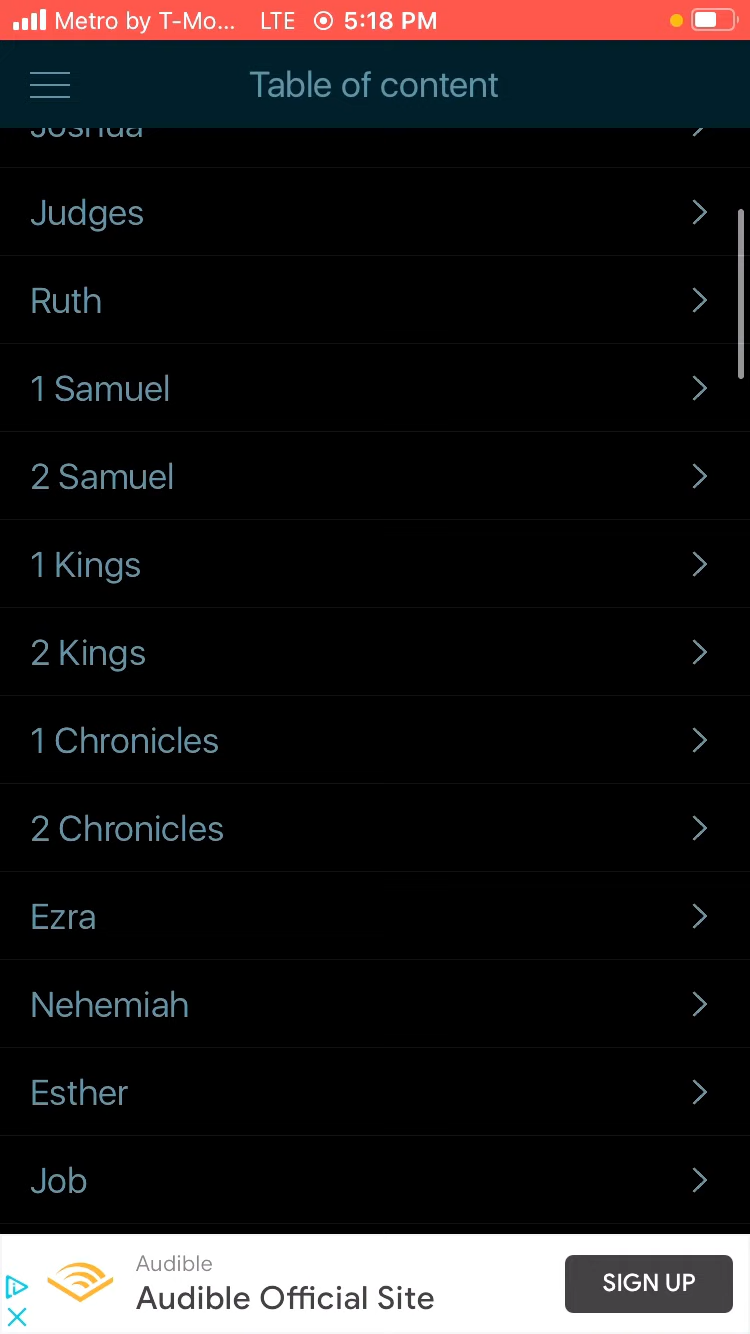 Metro by T-Mo... LTE 5:18 PM
Table of content
Joshua
Judges
Ruth
1 Samuel
2 Samuel
1 Kings
2 Kings
1 Chronicles
2 Chronicles
Ezra
Nehemiah
Esther
Job
Audible
Audible Official Site
SIGN UP